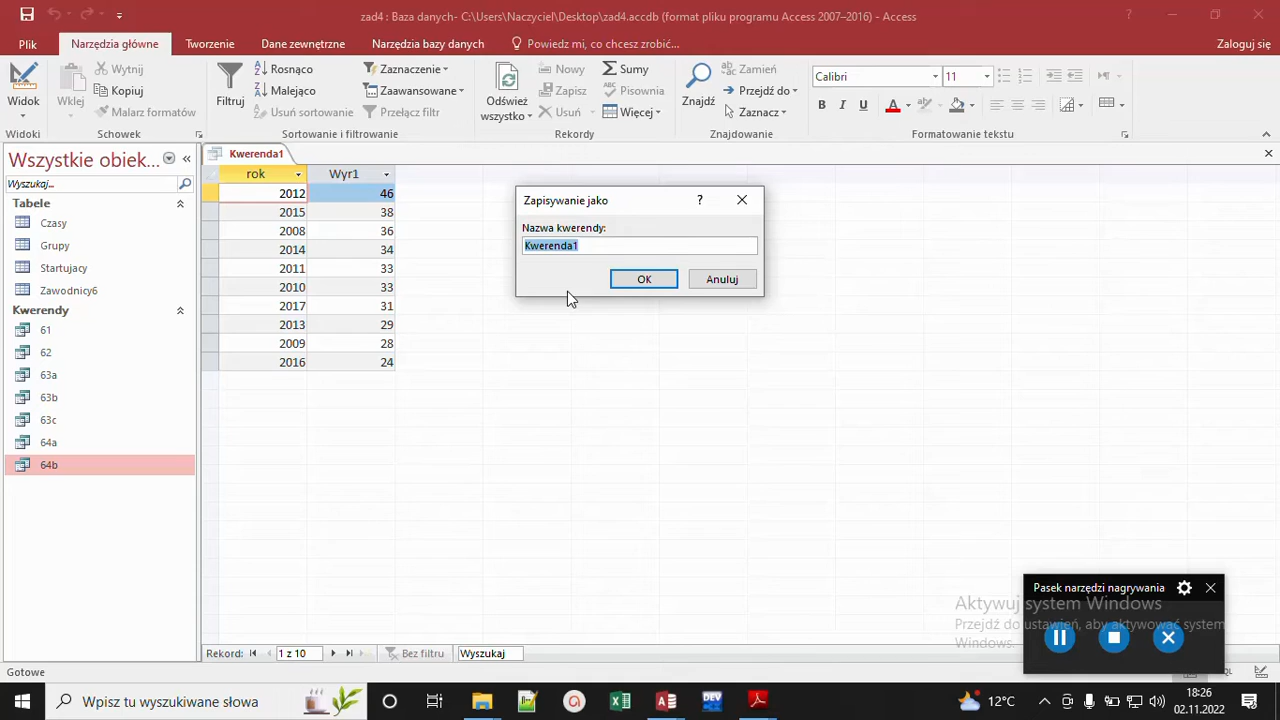 zad4 : Baza danych- C:\Users\Naczyciel\Desktop\zad4.accdb (format pliku programu Access 2007–2016) - Access
Plik Narzędzia główne Tworzenie Dane zewnętrzne Narzędzia bazy danych Powiedz mi, co chcesz zrobić... Zaloguj się
Widok
Wklej
Wytnij
Kopiuj
Malarz formatów
Filtruj
Rosnąco
Malejąco
Usuń sortowanie
Zaznaczenie
Zaawansowane
Przełącz filtr
Odśwież wszystko
Nowy
Zapisz
Usuń
Sumy
Pisownia
Więcej
Znajdź
Zamień
Przejdź do
Zaznacz
Calibri 11
B I U A
Widoki Schowek Sortowanie i filtrowanie Rekordy Znajdowanie Formatowanie tekstu
Wszystkie obiek...
Wyszukaj...
Tabele
Czasy
Grupy
Startujacy
Zawodnicy6
Kwerendy
61
62
63a
63b
63c
64a
64b
Kwerenda1
rok Wyr1
2012 46
2015 38
2008 36
2014 34
2011 33
2010 33
2017 31
2013 29
2009 28
2016 24
Zapisywanie jako ?
Nazwa kwerendy:
Kwerenda1
OK Anuluj
Pasek narzędzi nagrywania
Aktywuj system Windows
Przejdź do ustawień, aby aktywować system
Windows.
Rekord: 1 z 10 Bez filtru Wyszukaj
Gotowe
Wpisz tu wyszukiwane słowo
DEV
12°C
18:26
02.11.2022